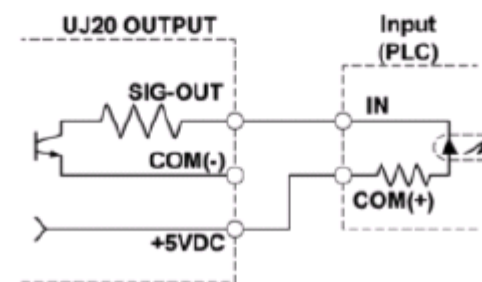 UJ20 OUTPUT
Input
(PLC)
SIG-OUT
IN
COM(-)
COM(+)
+5VDC